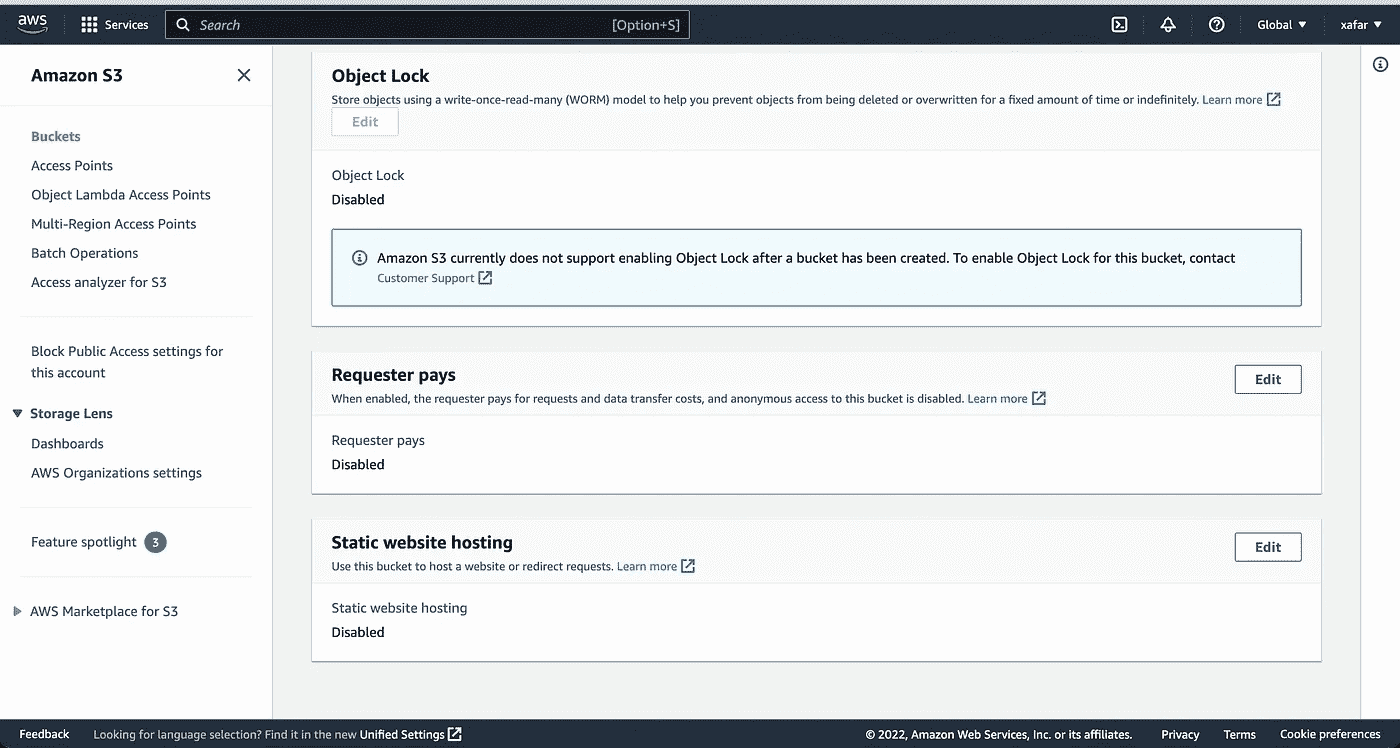 aws
Services
Search
[Option+S]
Global
xafar
Amazon S3
Buckets
Access Points
Object Lambda Access Points
Multi-Region Access Points
Batch Operations
Access analyzer for S3
Block Public Access settings for
this account
Storage Lens
Dashboards
AWS Organizations settings
Feature spotlight 3
AWS Marketplace for S3
Object Lock
Store objects using a write-once-read-many (WORM) model to help you prevent objects from being deleted or overwritten for a fixed amount of time or indefinitely. Learn more
Edit
Object Lock
Disabled
Amazon S3 currently does not support enabling Object Lock after a bucket has been created. To enable Object Lock for this bucket, contact
Customer Support
Requester pays
Edit
When enabled, the requester pays for requests and data transfer costs, and anonymous access to this bucket is disabled. Learn more
Requester pays
Disabled
Static website hosting
Edit
Use this bucket to host a website or redirect requests. Learn more
Static website hosting
Disabled
Feedback
Looking for language selection? Find it in the new Unified Settings
© 2022, Amazon Web Services, Inc. or its affiliates.
Privacy
Terms
Cookie preferences